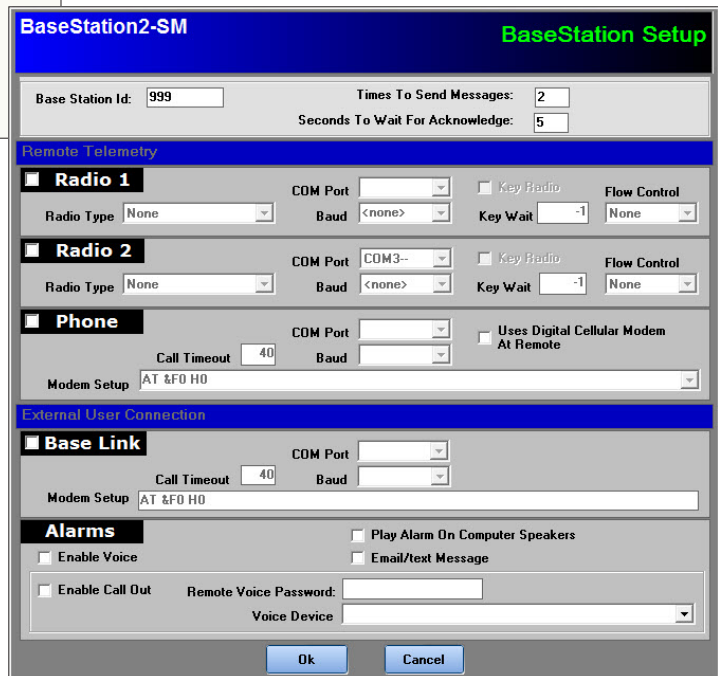 BaseStation2-SM
BaseStation Setup
Base Station Id: 999
Times To Send Messages: 2
Seconds To Wait For Acknowledge: 5
Remote Telemetry
Radio 1
COM Port
Key Radio
Flow Control
Radio Type None
Baud <none>
Key Wait -1
None
Radio 2
COM Port COM3--
Key Radio
Flow Control
Radio Type None
Baud <none>
Key Wait -1
None
Phone
COM Port
Uses Digital Cellular Modem
At Remote
Call Timeout 40
Baud
Modem Setup AT &F0 H0
External User Connection
Base Link
COM Port
Call Timeout 40
Baud
Modem Setup AT &F0 H0
Alarms
Play Alarm On Computer Speakers
Enable Voice
Email/text Message
Enable Call Out
Remote Voice Password:
Voice Device
Ok
Cancel